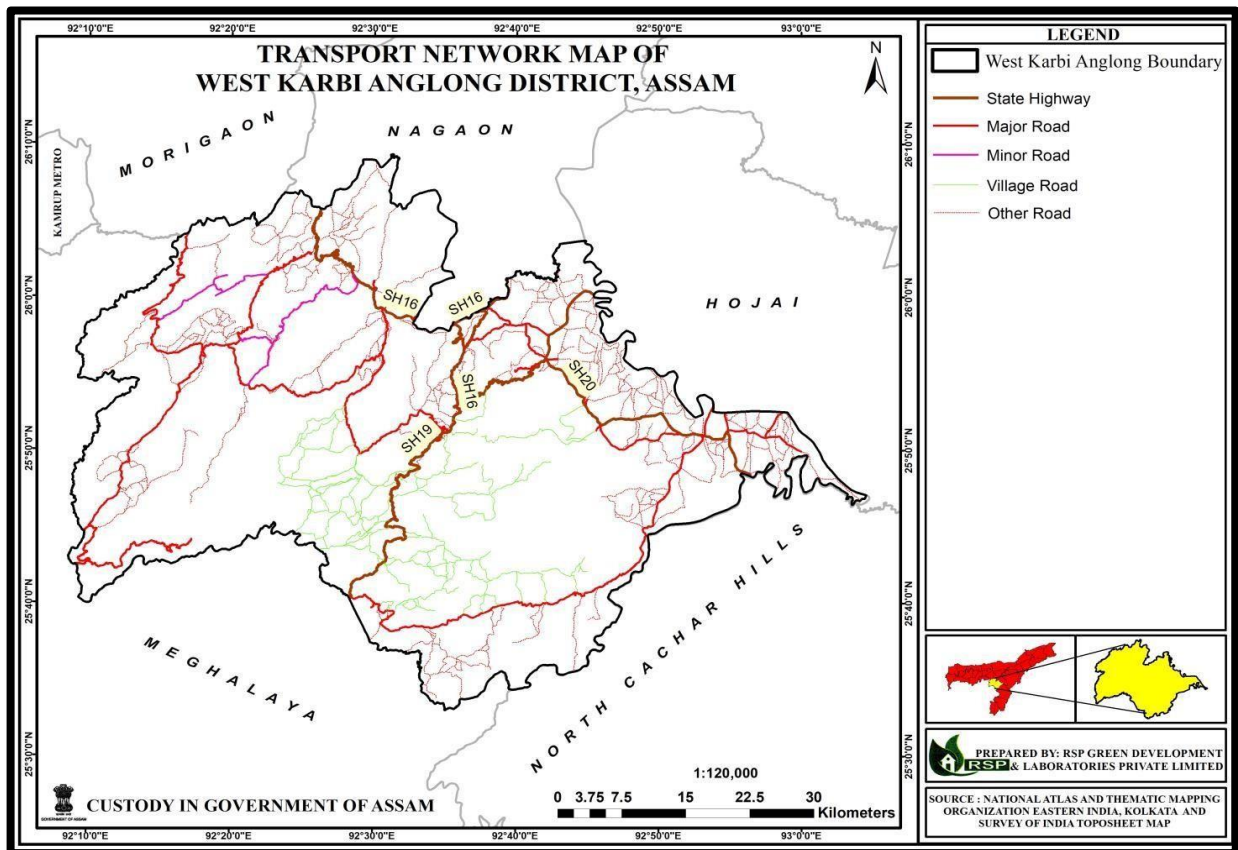 92°10'0"E 92°20'0"E 92°30'0"E 92°40'0"E 92°50'0"E 93°0'0"E
TRANSPORT NETWORK MAP OF
WEST KARBI ANGLONG DISTRICT, ASSAM
N
MORIGAON
NAGAON
KAMRUP METRO
HOJAI
MEGHALAYA
NORTH CACHAR HILLS
SH16
SH16
SH16
SH20
SH19
26°10'0"N
26°0'0"N
25°50'0"N
25°40'0"N
25°30'0"N
26°10'0"N
26°0'0"N
25°50'0"N
25°40'0"N
25°30'0"N
1:120,000
0 3.75 7.5 15 22.5 30
Kilometers
GOVERNMENT OF ASSAM
CUSTODY IN GOVERNMENT OF ASSAM
92°10'0"E 92°20'0"E 92°30'0"E 92°40'0"E 92°50'0"E 93°0'0"E
LEGEND
West Karbi Anglong Boundary
State Highway
Major Road
Minor Road
Village Road
Other Road
RSP
PREPARED BY: RSP GREEN DEVELOPMENT
& LABORATORIES PRIVATE LIMITED
SOURCE : NATIONAL ATLAS AND THEMATIC MAPPING
ORGANIZATION EASTERN INDIA, KOLKATA AND
SURVEY OF INDIA TOPOSHEET MAP